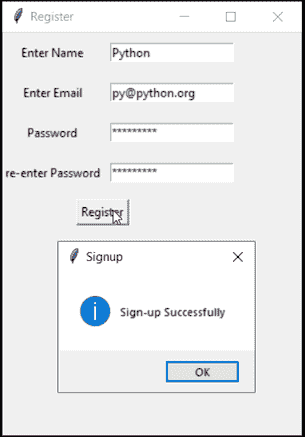 Register
Enter Name Python
Enter Email py@python.org
Password *********
re-enter Password *********
Register
Signup
i Sign-up Successfully
OK